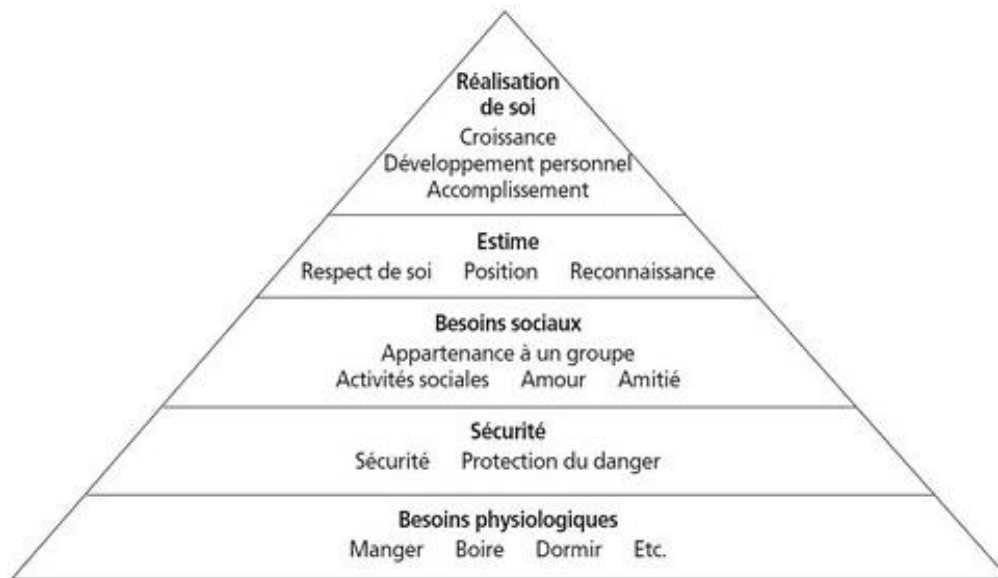 Réalisation
de soi
Croissance
Développement personnel
Accomplissement
Estime
Respect de soi Position Reconnaissance
Besoins sociaux
Appartenance à un groupe
Activités sociales Amour Amitié
Sécurité
Sécurité Protection du danger
Besoins physiologiques
Manger Boire Dormir Etc.